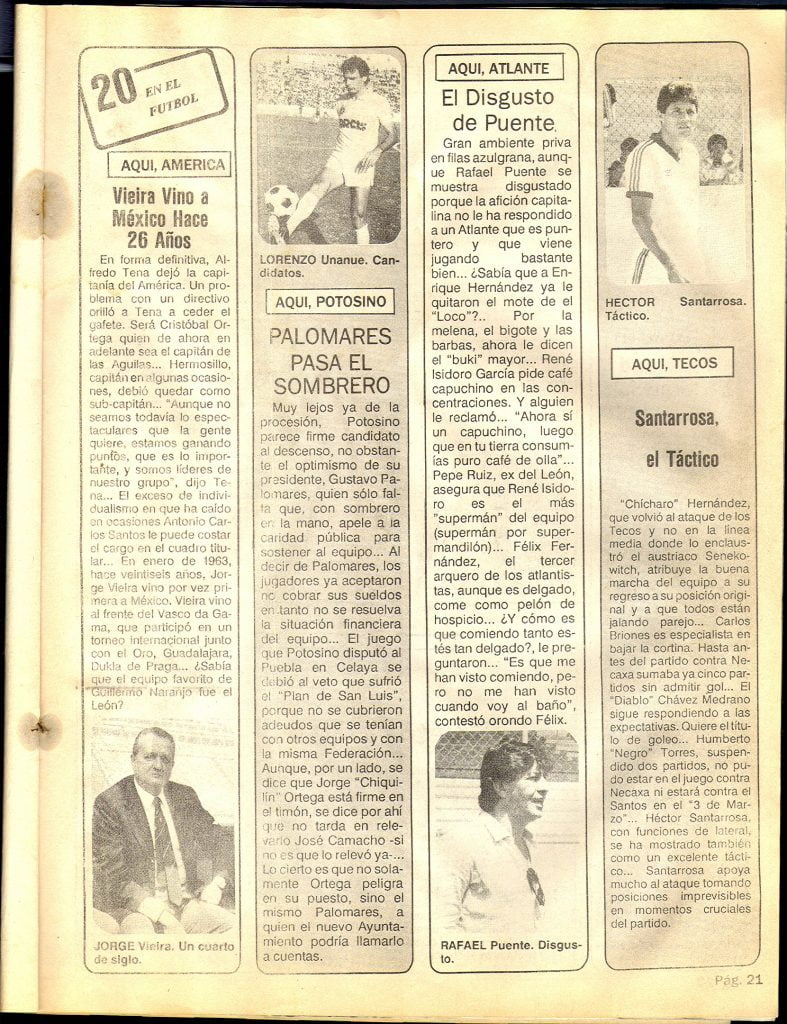 20 EN EL
FUTBOL
AQUI, AMERICA
Vieira Vino a
México Hace
26 Años
En forma definitiva, Al-
fredo Tena dejó la capi-
tanía del América. Un pro-
blema con un directivo
orilló a Tena a ceder el
gafete. Será Cristóbal Or-
tega quien de ahora en
adelante sea el capitán de
las Aguilas... Hermosillo,
capitán en algunas ocasio-
nes, debió quedar como
sub-capitán... "Aunque no
seamos todavía lo espec-
taculares que la gente
quiere, estamos ganando
puntos, que es lo impor-
tante, y somos líderes de
nuestro grupo", dijo Te-
na... El exceso de indivi-
dualismo en que ha caído
en ocasiones Antonio Car-
los Santos le puede costar
el cargo en el cuadro titu-
lar... En enero de 1963,
hace veintiseis años, Jor-
ge Vieira vino por vez pri-
mera a México. Vieira vino
al frente del Vasco da Ga-
ma, que participó en un
torneo internacional junto
con el Oro, Guadalajara,
Dukla de Praga... ¿Sabía
que el equipo favorito de
Guillermo Naranjo fue el
León?
JORGE Vieira. Un cuarto
de siglo.
LORENZO Unanue. Can-
didatos.
AQUI, POTOSINO
PALOMARES
PASA EL
SOMBRERO
Muy lejos ya de la
procesión, Potosino
parece firme candidato
al descenso, no obstan-
te el optimismo de su
presidente, Gustavo Pa-
lomares, quien sólo fal-
ta que, con sombrero
en la mano, apele a la
caridad pública para
sostener al equipo... Al
decir de Palomares, los
jugadores ya aceptaron
no cobrar sus sueldos
en tanto no se resuelva
la situación financiera
del equipo... El juego
que Potosino disputó al
Puebla en Celaya se
debió al veto que sufrió
el "Plan de San Luis",
porque no se cubrieron
adeudos que se tenían
con otros equipos y con
la misma Federación...
Aunque, por un lado, se
dice que Jorge "Chiqui-
lín" Ortega está firme en
el timón, se dice por ahí
que no tarda en rele-
varlo José Camacho -si
no es que lo relevó ya-...
Lo cierto es que no sola-
mente Ortega peligra
en su puesto, sino el
mismo Palomares, a
quien el nuevo Ayun-
tamiento podría llamarlo
a cuentas.
AQUI, ATLANTE
El Disgusto
de Puente
Gran ambiente priva
en filas azulgrana, aun-
que Rafael Puente se
muestra disgustado
porque la afición capita-
lina no le ha respondido
a un Atlante que es pun-
tero y que viene
jugando bastante
bien... ¿Sabía que a En-
rique Hernández ya le
quitaron el mote de el
"Loco"?.. Por la
melena, el bigote y las
barbas, ahora le dicen
el "buki" mayor... René
Isidoro García pide café
capuchino en las con-
centraciones. Y alguien
le reclamó... "Ahora sí
un capuchino, luego
que en tu tierra consum-
ías puro café de olla"...
Pepe Ruiz, ex del León,
asegura que René Isido-
ro es el más
"supermán" del equipo
(supermán por super-
mandilón)... Félix Fer-
nández, el tercer
arquero de los atlantis-
tas, aunque es delgado,
come como pelón de
hospicio... ¿Y cómo es
que comiendo tanto es-
tés tan delgado?, le pre-
guntaron... "Es que me
han visto comiendo, pe-
ro no me han visto
cuando voy al baño",
contestó orondo Félix.
RAFAEL Puente. Disgus-
to.
HECTOR Santarrosa.
Táctico.
AQUI, TECOS
Santarrosa,
el Táctico
"Chícharo" Hernández,
que volvió al ataque de los
Tecos y no en la línea
media donde lo enclaus-
tró el austriaco Seneko-
witch, atribuye la buena
marcha del equipo a su
regreso a su posición origi-
nal y a que todos están
jalando parejo... Carlos
Briones es especialista en
bajar la cortina. Hasta an-
tes del partido contra Ne-
caxa sumaba ya cinco par-
tidos sin admitir gol... El
"Diablo" Chávez Medrano
sigue respondiendo a las
expectativas. Quiere el títu-
lo de goleo... Humberto
"Negro" Torres, suspen-
dido dos partidos, no pu-
do estar en el juego contra
Necaxa ni estará contra el
Santos en el "3 de Mar-
zo"... Héctor Santarrosa,
con funciones de lateral,
se ha mostrado también
como un excelente tácti-
co... Santarrosa apoya
mucho al ataque tomando
posiciones imprevisibles
en momentos cruciales
del partido.
Pág. 21